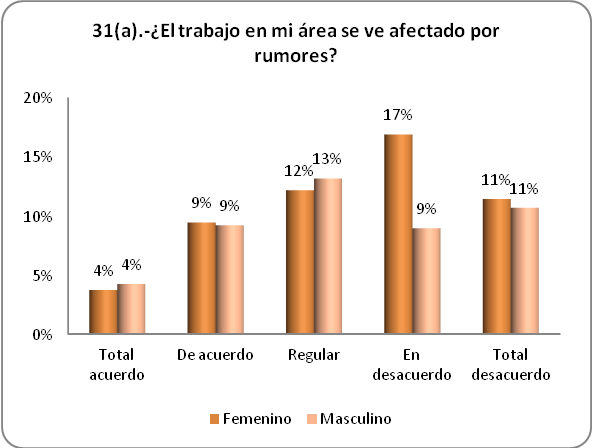 31(a).-¿El trabajo en mi área se ve afectado por
rumores?
20%
15%
10%
5%
0%
4%
4%
9%
9%
12%
13%
17%
9%
11%
11%
Total
acuerdo
De acuerdo
Regular
En
desacuerdo
Total
desacuerdo
Femenino
Masculino